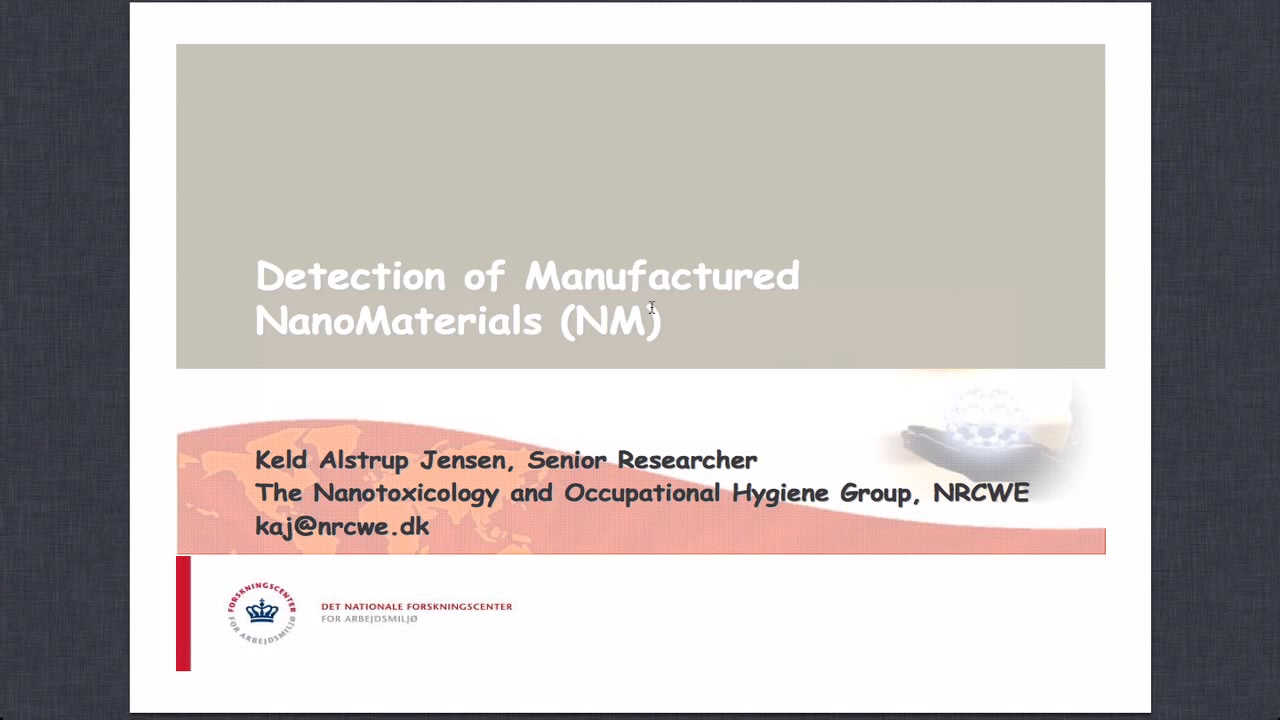 Detection of Manufactured
NanoMaterials (NM)
Keld Alstrup Jensen, Senior Researcher
The Nanotoxicology and Occupational Hygiene Group, NRCWE
kaj@nrcwe.dk
FORSKNINGSCENTER
FOR ARBEJDSMILJØ
DET NATIONALE FORSKNINGSCENTER
FOR ARBEJDSMILJØ